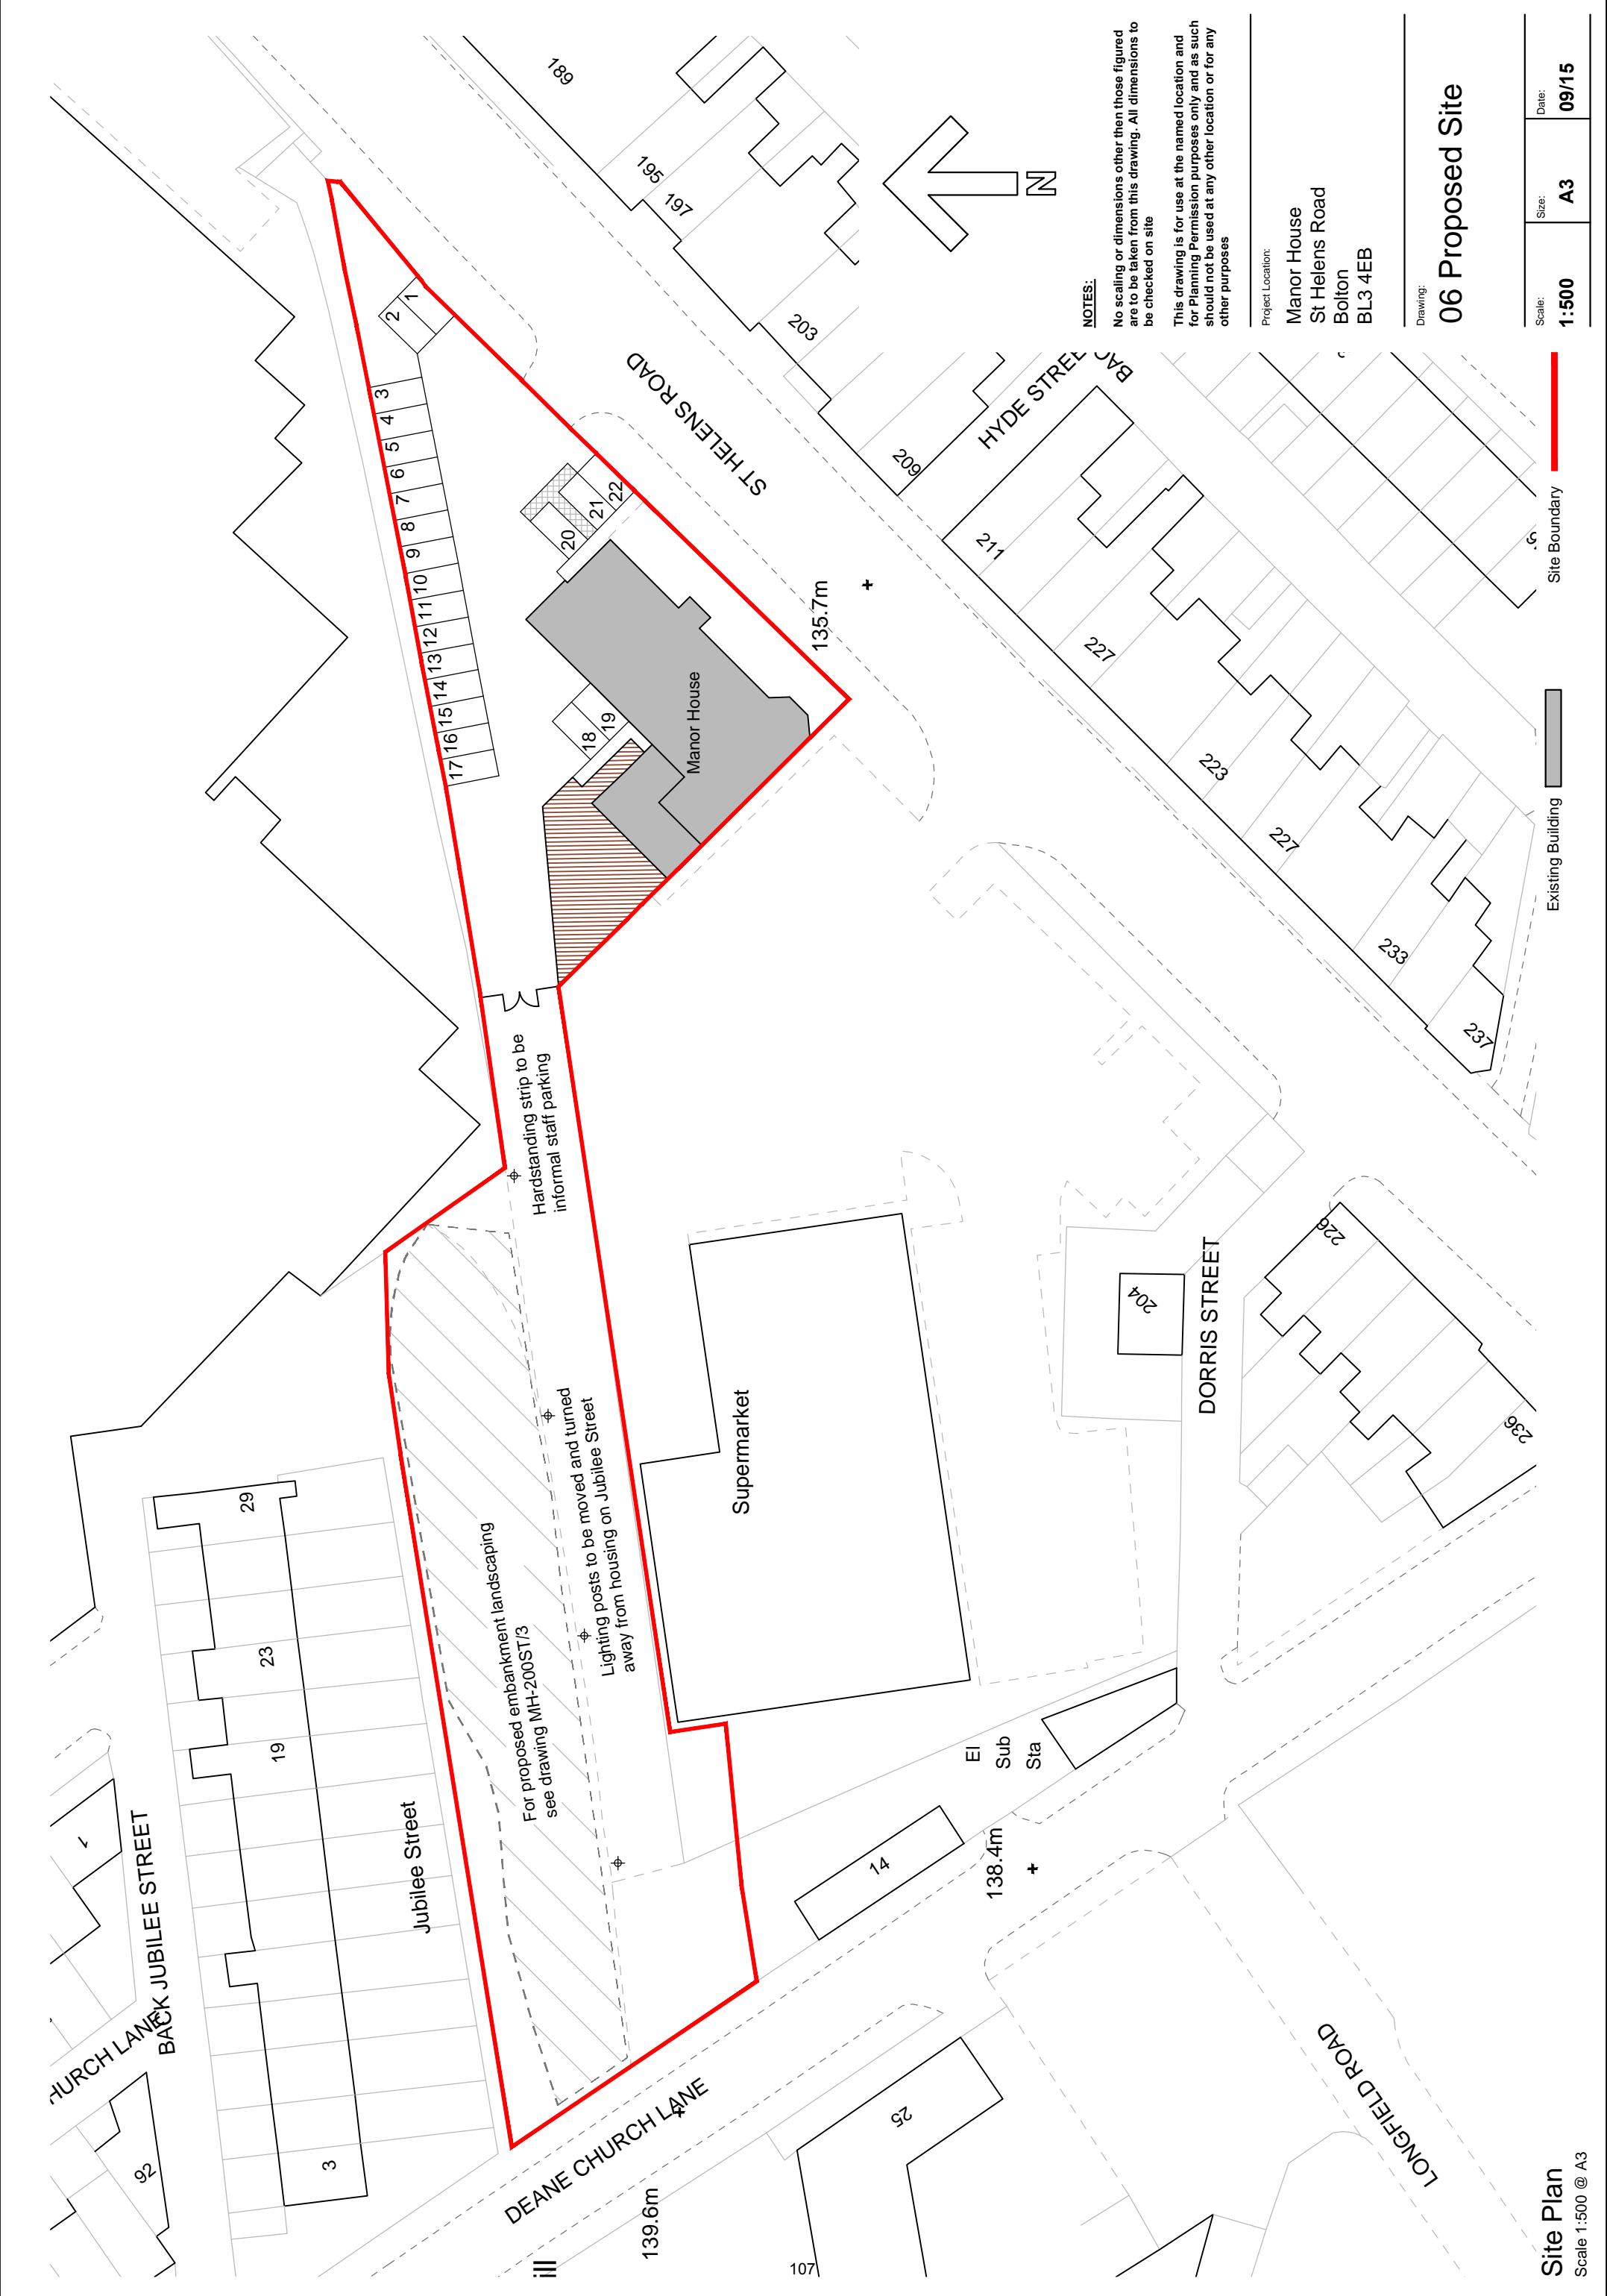 BACK JUBILEE STREET
HURCH LANE
1
92
3
19
23
29
Jubilee Street
For proposed embankment landscaping
see drawing MH-200ST/3
Lighting posts to be moved and turned
away from housing on Jubilee Street
Hardstanding strip to be
informal staff parking
1
2
3
4
5
6
7
8
9
10
11
12
13
14
15
16
17
18
19
20
21
22
Manor House
ST HELENS ROAD
135.7m
189
195
197
203
209
HYDE STREE
211
227
223
227
233
237
Supermarket
204
DORRIS STREET
226
236
El
Sub
Sta
14
138.4m
DEANE CHURCH LANE
139.6m
ill
107
25
LONGFIELD ROAD
N
NOTES:
No scaling or dimensions other then those figured
are to be taken from this drawing. All dimensions to
be checked on site
This drawing is for use at the named location and
for Planning Permission purposes only and as such
should not be used at any other location or for any
other purposes
Project Location:
Manor House
St Helens Road
Bolton
BL3 4EB
Drawing:
06 Proposed Site
Scale:
1:500
Size:
A3
Date:
09/15
Site Plan
Scale 1:500 @ A3
Existing Building
Site Boundary